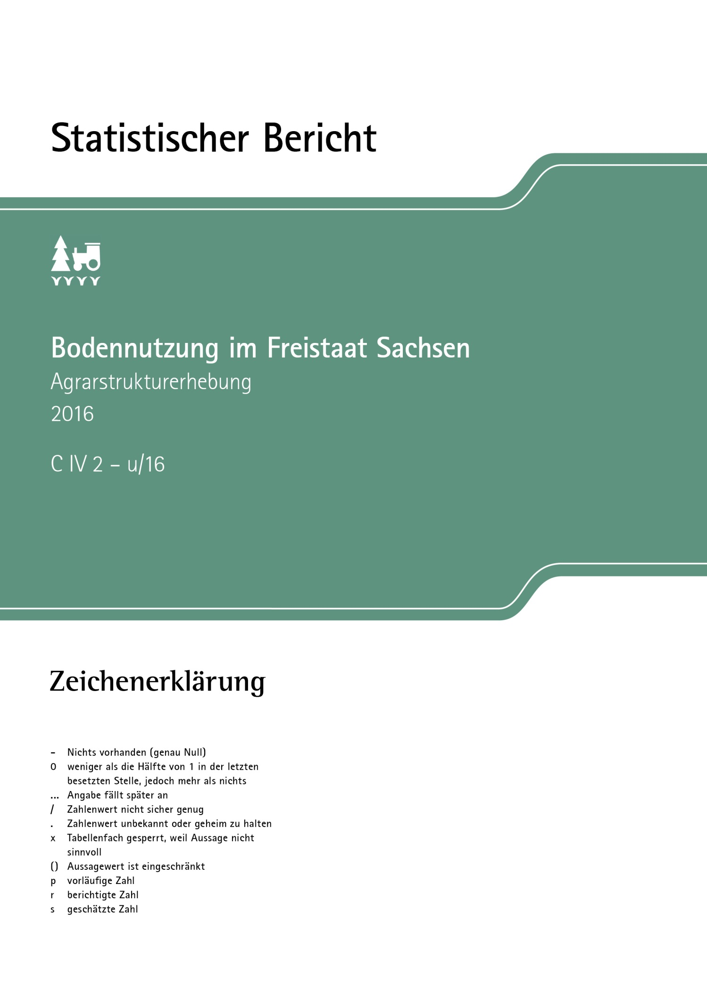 Statistischer Bericht
Bodennutzung im Freistaat Sachsen
Agrarstrukturerhebung
2016
C IV 2 – u/16
Zeichenerklärung
- Nichts vorhanden (genau Null)
0 weniger als die Hälfte von 1 in der letzten
besetzten Stelle, jedoch mehr als nichts
... Angabe fällt später an
/ Zahlenwert nicht sicher genug
. Zahlenwert unbekannt oder geheim zu halten
x Tabellenfach gesperrt, weil Aussage nicht
sinnvoll
() Aussagewert ist eingeschränkt
p vorläufige Zahl
r berichtigte Zahl
s geschätzte Zahl